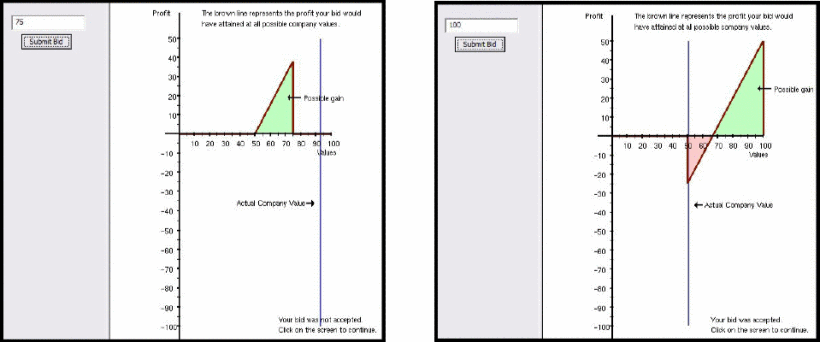 75
Submit Bid
Profit
The brown line represents the profit your bid would
have attained at all possible company values.
50
40
30
20
10
-10
-20
-30
-40
-50
-60
-70
-80
-90
-100
10 20 30 40 50 60 70 80 90 100
Values
Possible gain
Actual Company Value
Your bid was not accepted.
Click on the screen to continue.
100
Submit Bid
Profit
The brown line represents the profit your bid would
have attained at all possible company values.
50
40
30
20
10
-10
-20
-30
-40
-50
-60
-70
-80
-90
-100
10 20 30 40 50 60 70 80 90 100
Values
Possible gain
Actual Company Value
Your bid was accepted.
Click on the screen to continue.